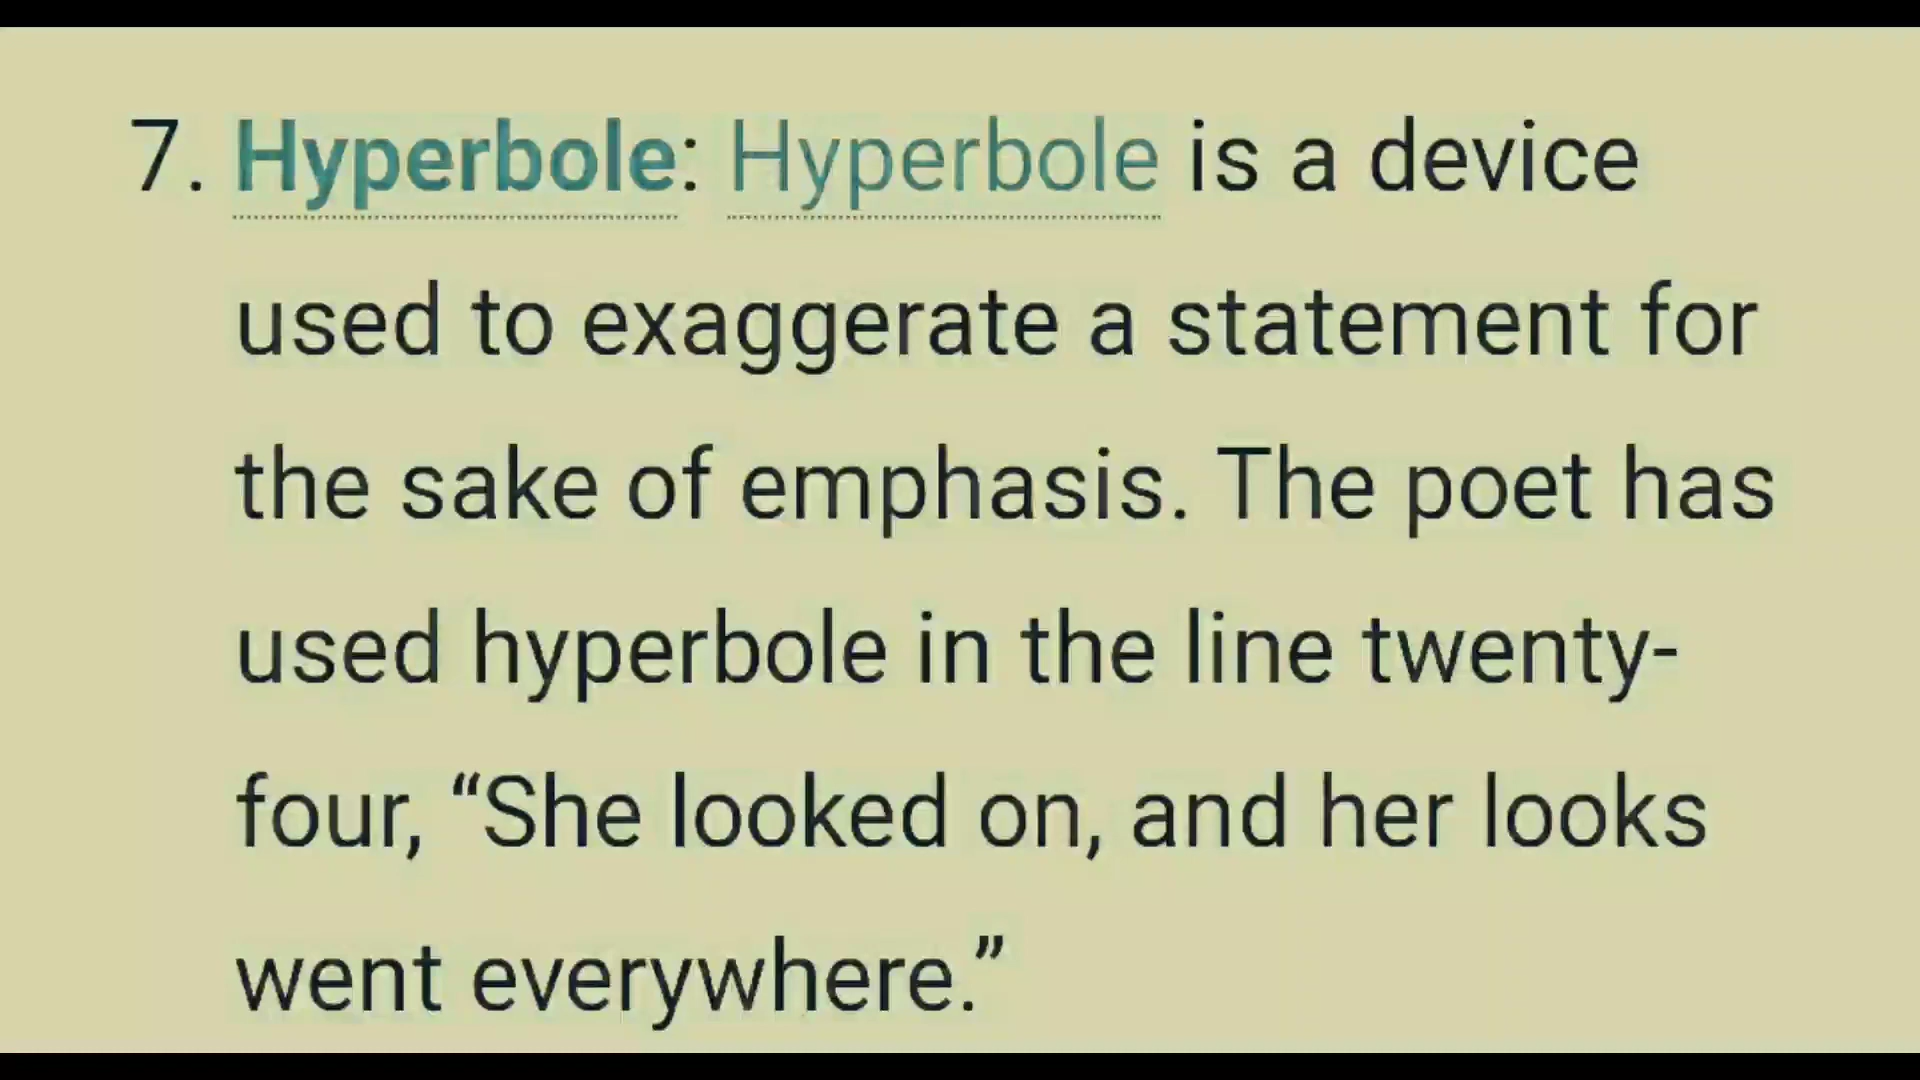 7. Hyperbole: Hyperbole is a device
used to exaggerate a statement for
the sake of emphasis. The poet has
used hyperbole in the line twenty-
four, “She looked on, and her looks
went everywhere.”